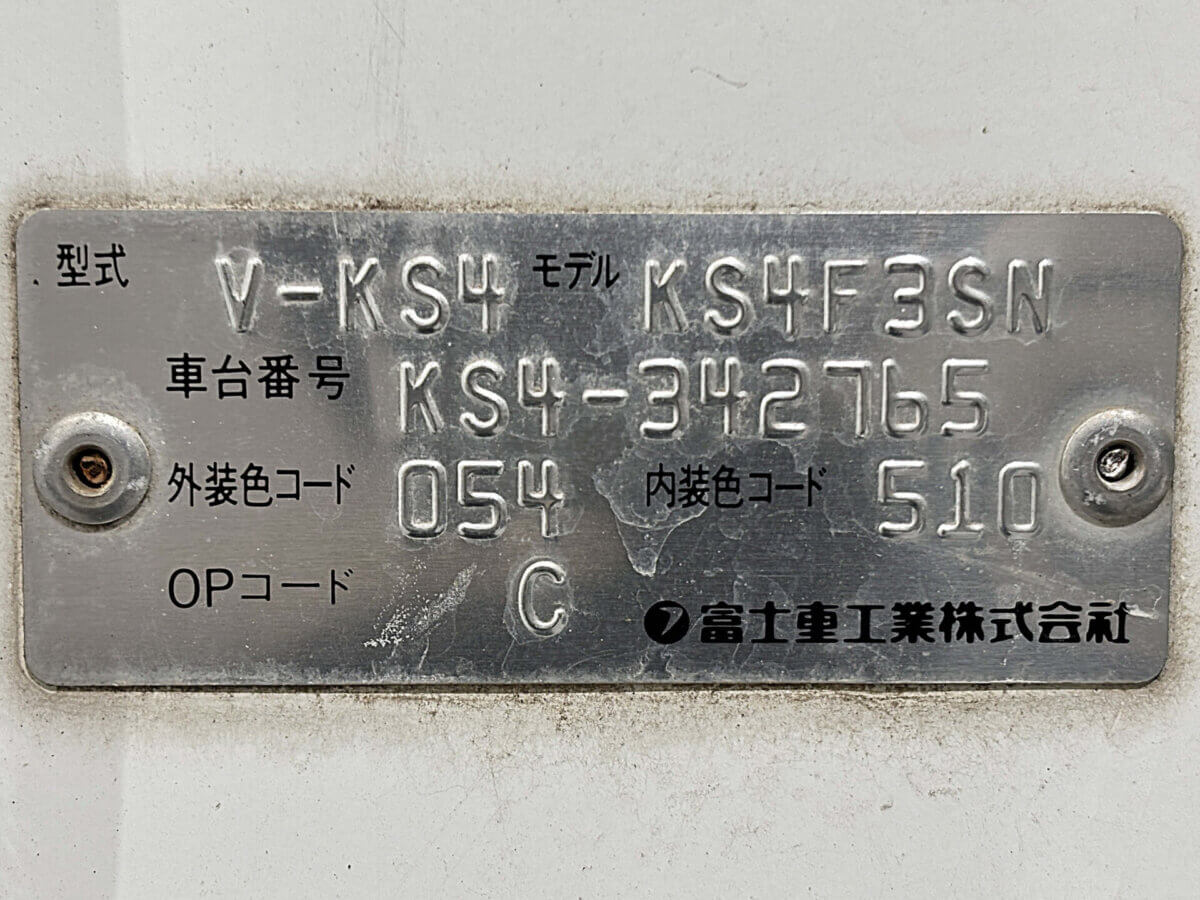 型式 V-KS4 モデル KS4F3SN
車台番号 KS4-342765
外装色コード 054 内装色コード 510
OPコード C 富士重工業株式会社